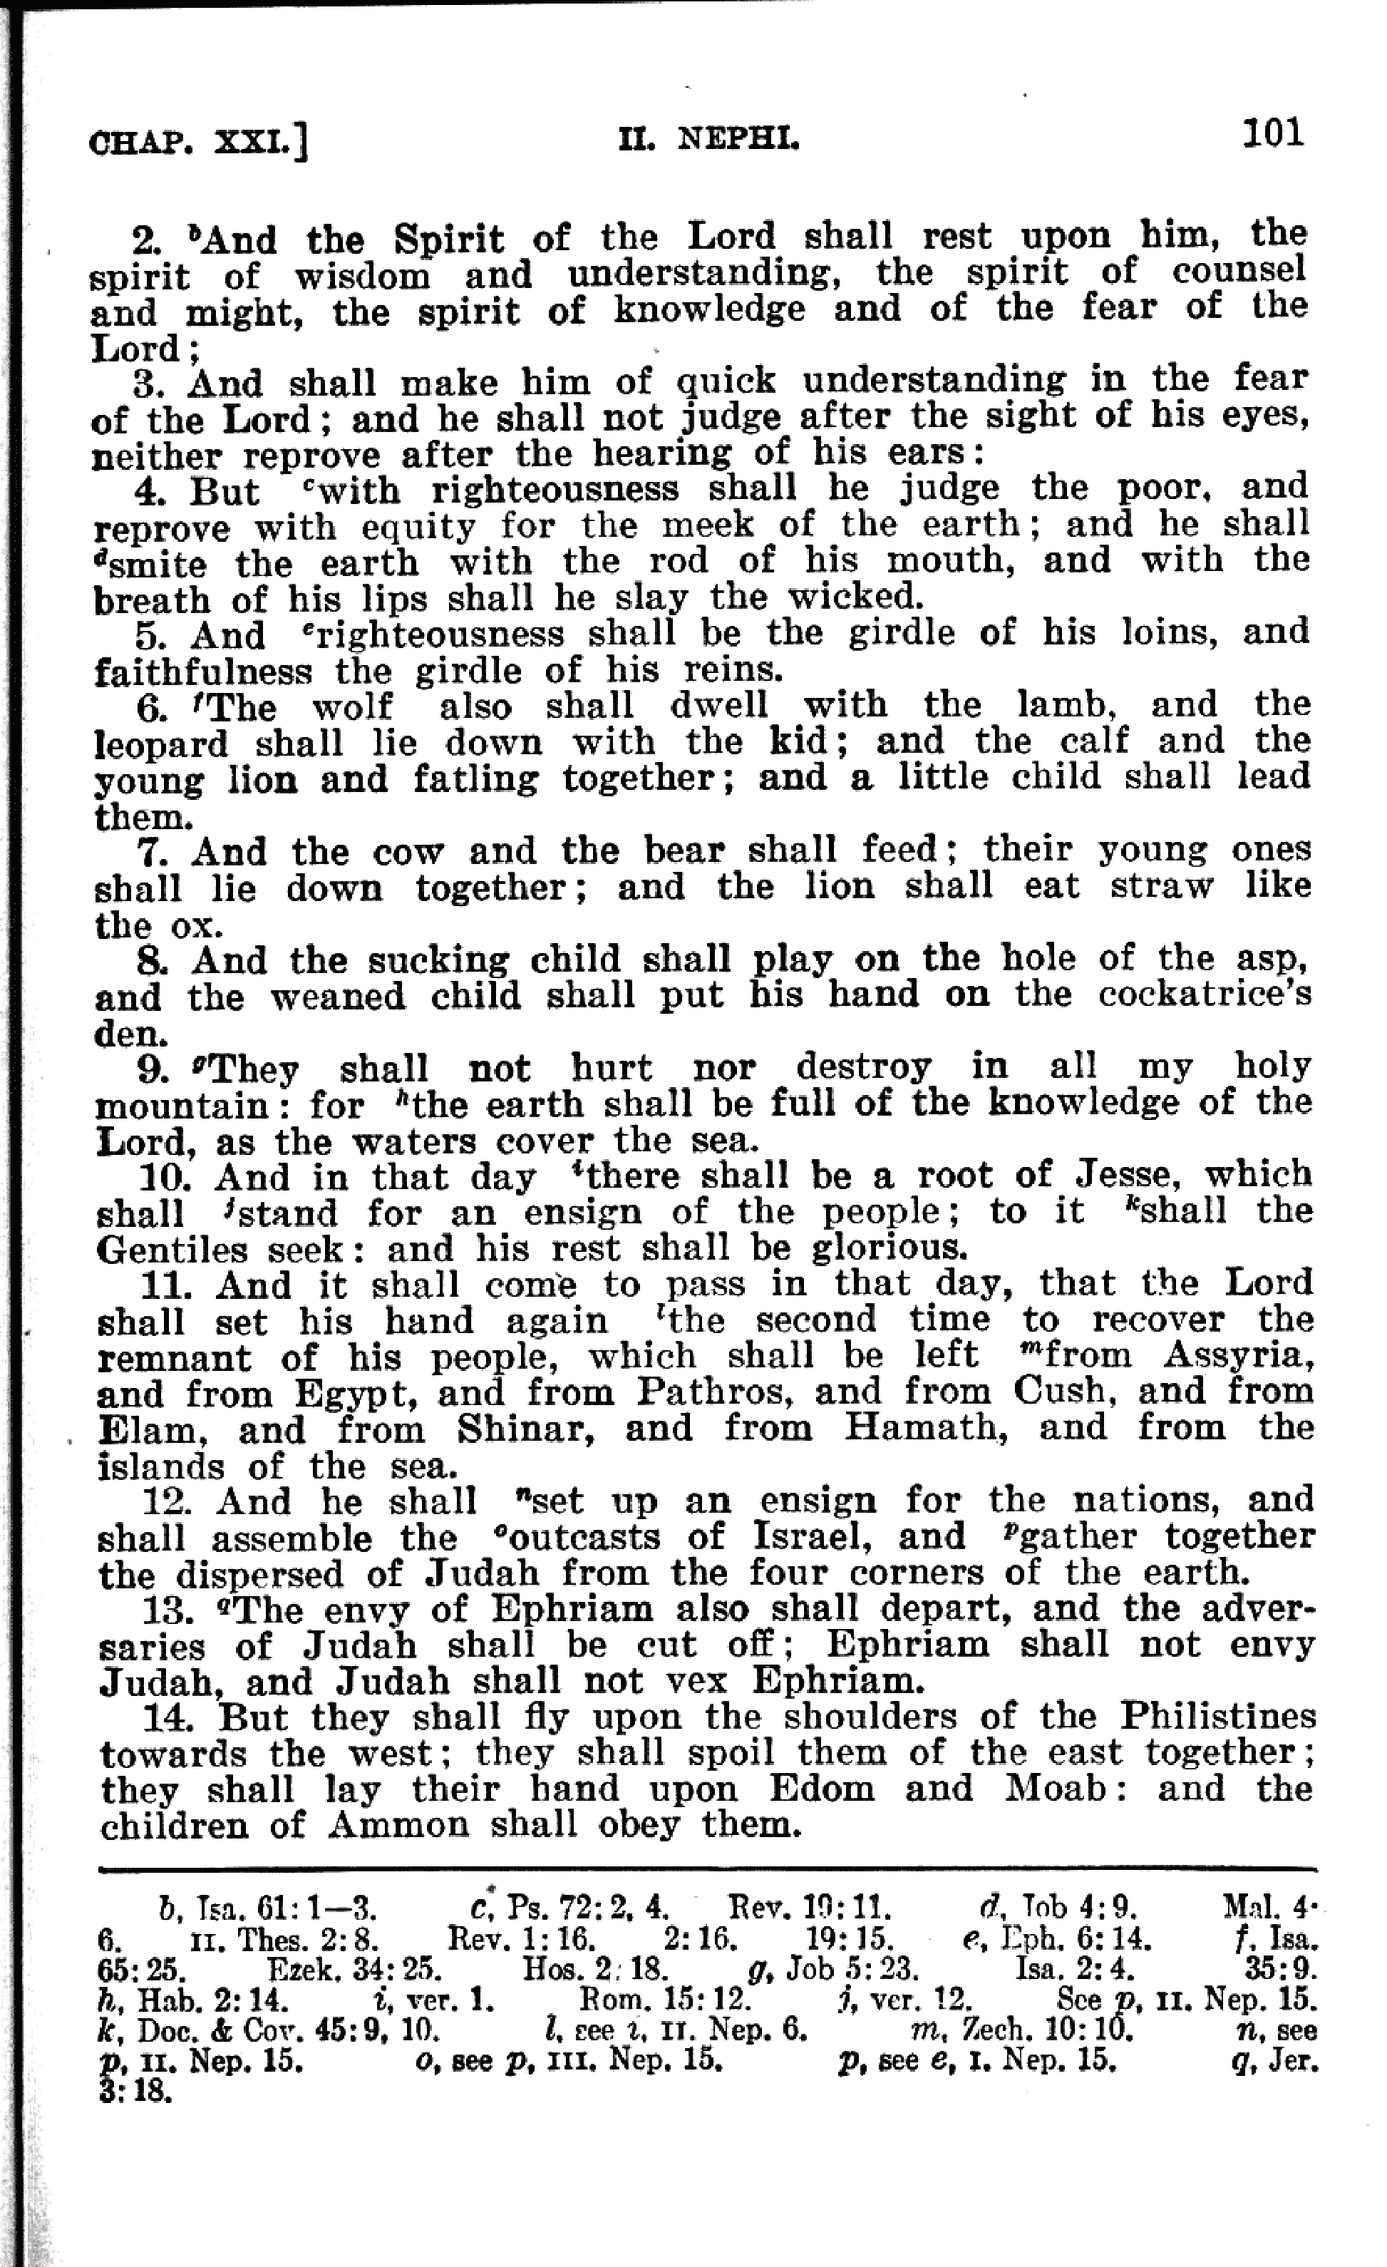 CHAP. XXI.] II. NEPHI. 101
2. ᵇAnd the Spirit of the Lord shall rest upon him, the
spirit of wisdom and understanding, the spirit of counsel
and might, the spirit of knowledge and of the fear of the
Lord;
3. And shall make him of quick understanding in the fear
of the Lord; and he shall not judge after the sight of his eyes,
neither reprove after the hearing of his ears:
4. But ᶜwith righteousness shall he judge the poor, and
reprove with equity for the meek of the earth; and he shall
ᵈsmite the earth with the rod of his mouth, and with the
breath of his lips shall he slay the wicked.
5. And ᵉrighteousness shall be the girdle of his loins, and
faithfulness the girdle of his reins.
6. ᶠThe wolf also shall dwell with the lamb, and the
leopard shall lie down with the kid; and the calf and the
young lion and fatling together; and a little child shall lead
them.
7. And the cow and the bear shall feed; their young ones
shall lie down together; and the lion shall eat straw like
the ox.
8. And the sucking child shall play on the hole of the asp,
and the weaned child shall put his hand on the cockatrice's
den.
9. ᵍThey shall not hurt nor destroy in all my holy
mountain: for ʰthe earth shall be full of the knowledge of the
Lord, as the waters cover the sea.
10. And in that day ⁱthere shall be a root of Jesse, which
shall ʲstand for an ensign of the people; to it ᵏshall the
Gentiles seek: and his rest shall be glorious.
11. And it shall come to pass in that day, that the Lord
shall set his hand again ˡthe second time to recover the
remnant of his people, which shall be left ᵐfrom Assyria,
and from Egypt, and from Pathros, and from Cush, and from
Elam, and from Shinar, and from Hamath, and from the
islands of the sea.
12. And he shall ⁿset up an ensign for the nations, and
shall assemble the ᵒoutcasts of Israel, and ᵖgather together
the dispersed of Judah from the four corners of the earth.
13. qThe envy of Ephriam also shall depart, and the adver-
saries of Judah shall be cut off; Ephriam shall not envy
Judah, and Judah shall not vex Ephriam.
14. But they shall fly upon the shoulders of the Philistines
towards the west; they shall spoil them of the east together;
they shall lay their hand upon Edom and Moab: and the
children of Ammon shall obey them.
b, Isa. 61:1—3. c, Ps. 72:2, 4. Rev. 19:11. d, Job 4:9. Mal. 4:
6. II. Thes. 2:8. Rev. 1:16. 2:16. 19:15. e, Eph. 6:14. f, Isa.
65:25. Ezek. 34:25. Hos. 2:18. g, Job 5:23. Isa. 2:4. 35:9.
h, Hab. 2:14. i, ver. 1. Rom. 15:12. j, ver. 12. See p, II. Nep. 15.
k, Doc. & Cov. 45:9, 10. l, see i, II. Nep. 6. m, Zech. 10:10. n, see
p, II. Nep. 15. o, see p, III. Nep. 15. p, see e, I. Nep. 15. q, Jer.
3:18.